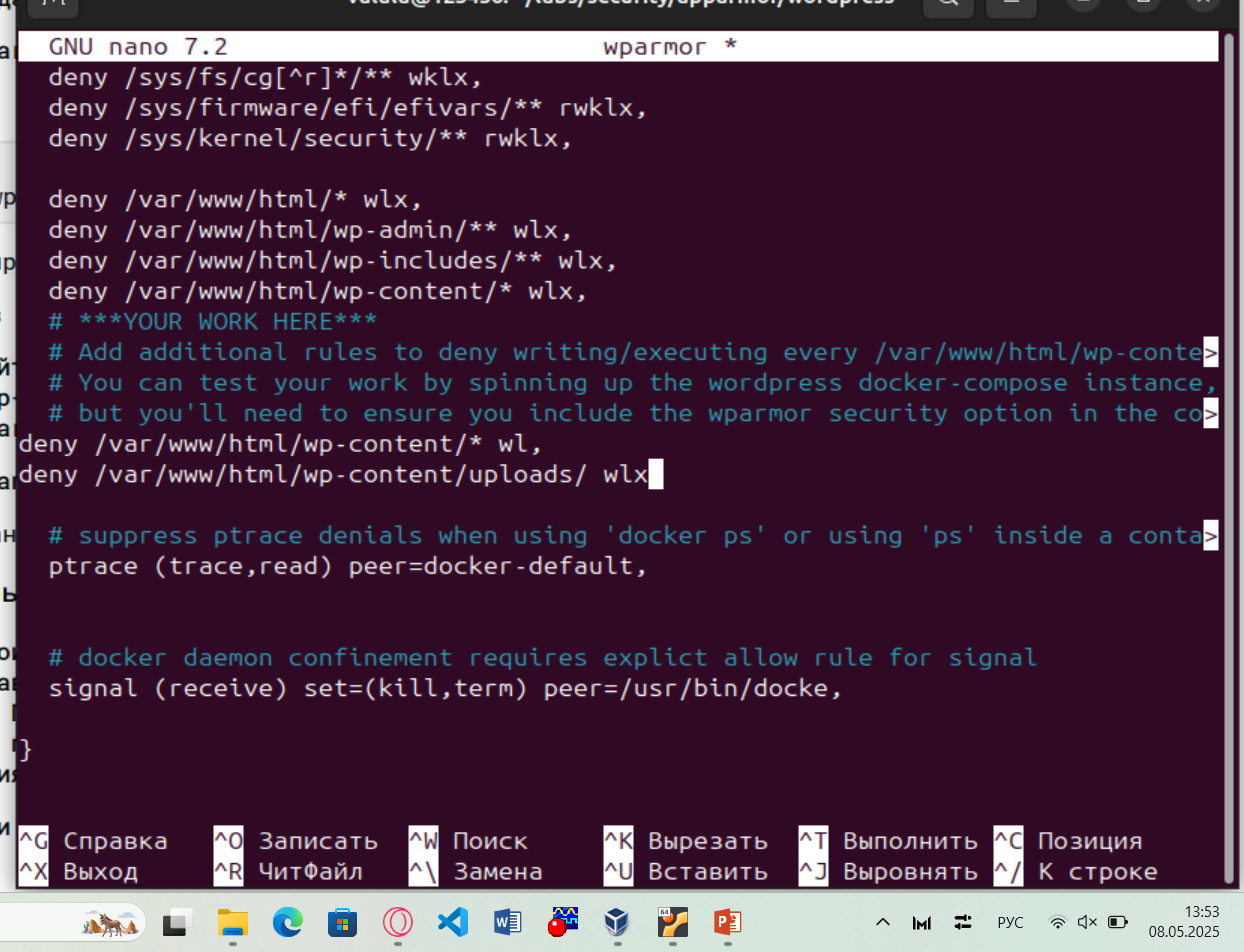 GNU nano 7.2 wparmor *
deny /sys/fs/cg[^r]*/** wklx,
deny /sys/firmware/efi/efivars/** rwklx,
deny /sys/kernel/security/** rwklx,
deny /var/www/html/* wlx,
deny /var/www/html/wp-admin/** wlx,
deny /var/www/html/wp-includes/** wlx,
deny /var/www/html/wp-content/* wlx,
# ***YOUR WORK HERE***
# Add additional rules to deny writing/executing every /var/www/html/wp-conte>
# You can test your work by spinning up the wordpress docker-compose instance,
# but you'll need to ensure you include the wparmor security option in the co>
deny /var/www/html/wp-content/* wl,
deny /var/www/html/wp-content/uploads/ wlx
# suppress ptrace denials when using 'docker ps' or using 'ps' inside a conta>
ptrace (trace,read) peer=docker-default,
# docker daemon confinement requires explict allow rule for signal
signal (receive) set=(kill,term) peer=/usr/bin/docke,
}
^G Справка ^O Записать ^W Поиск ^K Вырезать ^T Выполнить ^C Позиция
^X Выход ^R ЧитФайл ^\ Замена ^U Вставить ^J Выровнять ^/ К строке
РУС 13:53
08.05.2025